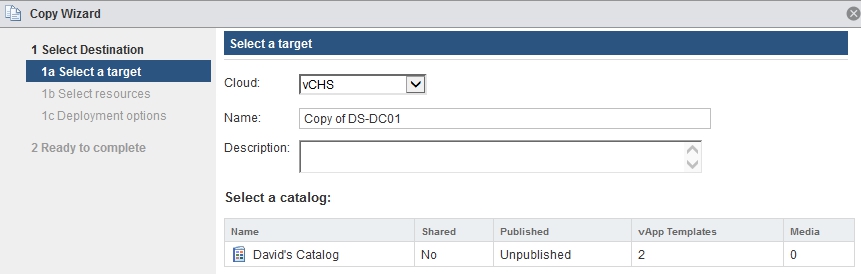 Copy Wizard
1 Select Destination
1a Select a target
1b Select resources
1c Deployment options
2 Ready to complete
Select a target
Cloud: vCHS
Name: Copy of DS-DC01
Description:
Select a catalog:
Name Shared Published vApp Templates Media
David's Catalog No Unpublished 2 0